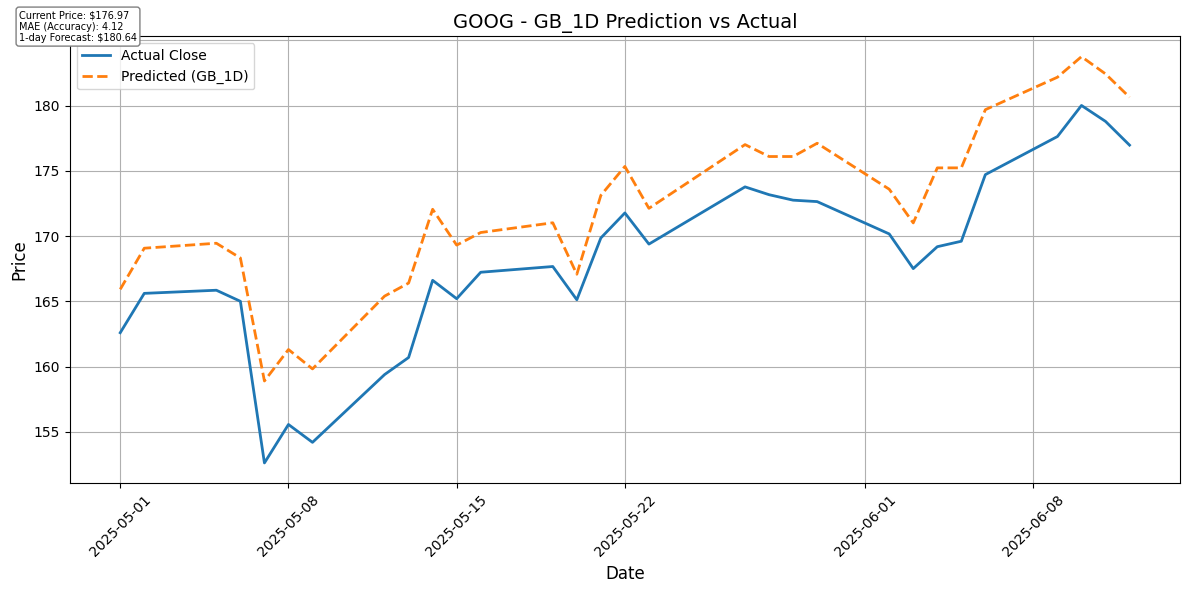 GOOG - GB_1D Prediction vs Actual
Current Price: $176.97
MAE (Accuracy): 4.12
1-day Forecast: $180.64
Actual Close
Predicted (GB_1D)
Price
180
175
170
165
160
155
2025-05-01
2025-05-08
2025-05-15
2025-05-22
2025-06-01
2025-06-08
Date